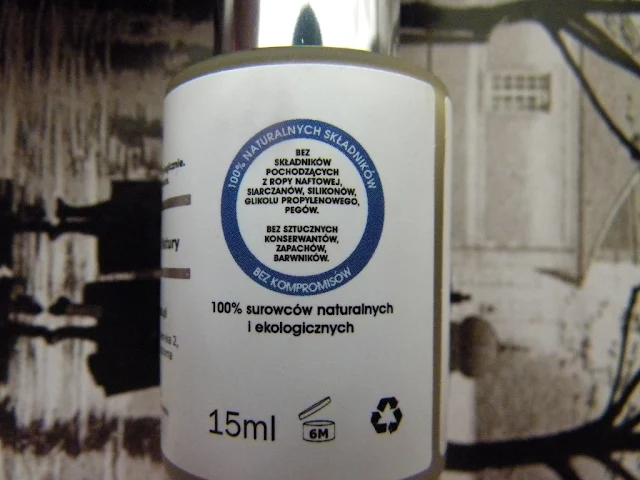 100% NATURALNYCH SKŁADNIKÓW
BEZ
SKŁADNIKÓW
POCHODZĄCYCH
Z ROPY NAFTOWEJ,
SIARCZANÓW, SILIKONÓW,
GLIKOLU PROPYLENOWEGO,
PEGÓW.
BEZ SZTUCZNYCH
KONSERWANTÓW,
ZAPACHÓW,
BARWNIKÓW.
BEZ KOMPROMISÓW
100% surowców naturalnych
i ekologicznych
15ml
6M